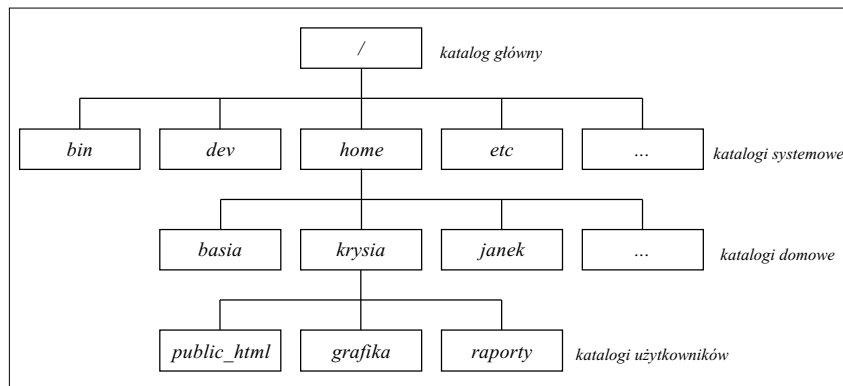 /
katalog główny
bin dev home etc ...
katalogi systemowe
basia krysia janek ...
katalogi domowe
public_html grafika raporty
katalogi użytkowników